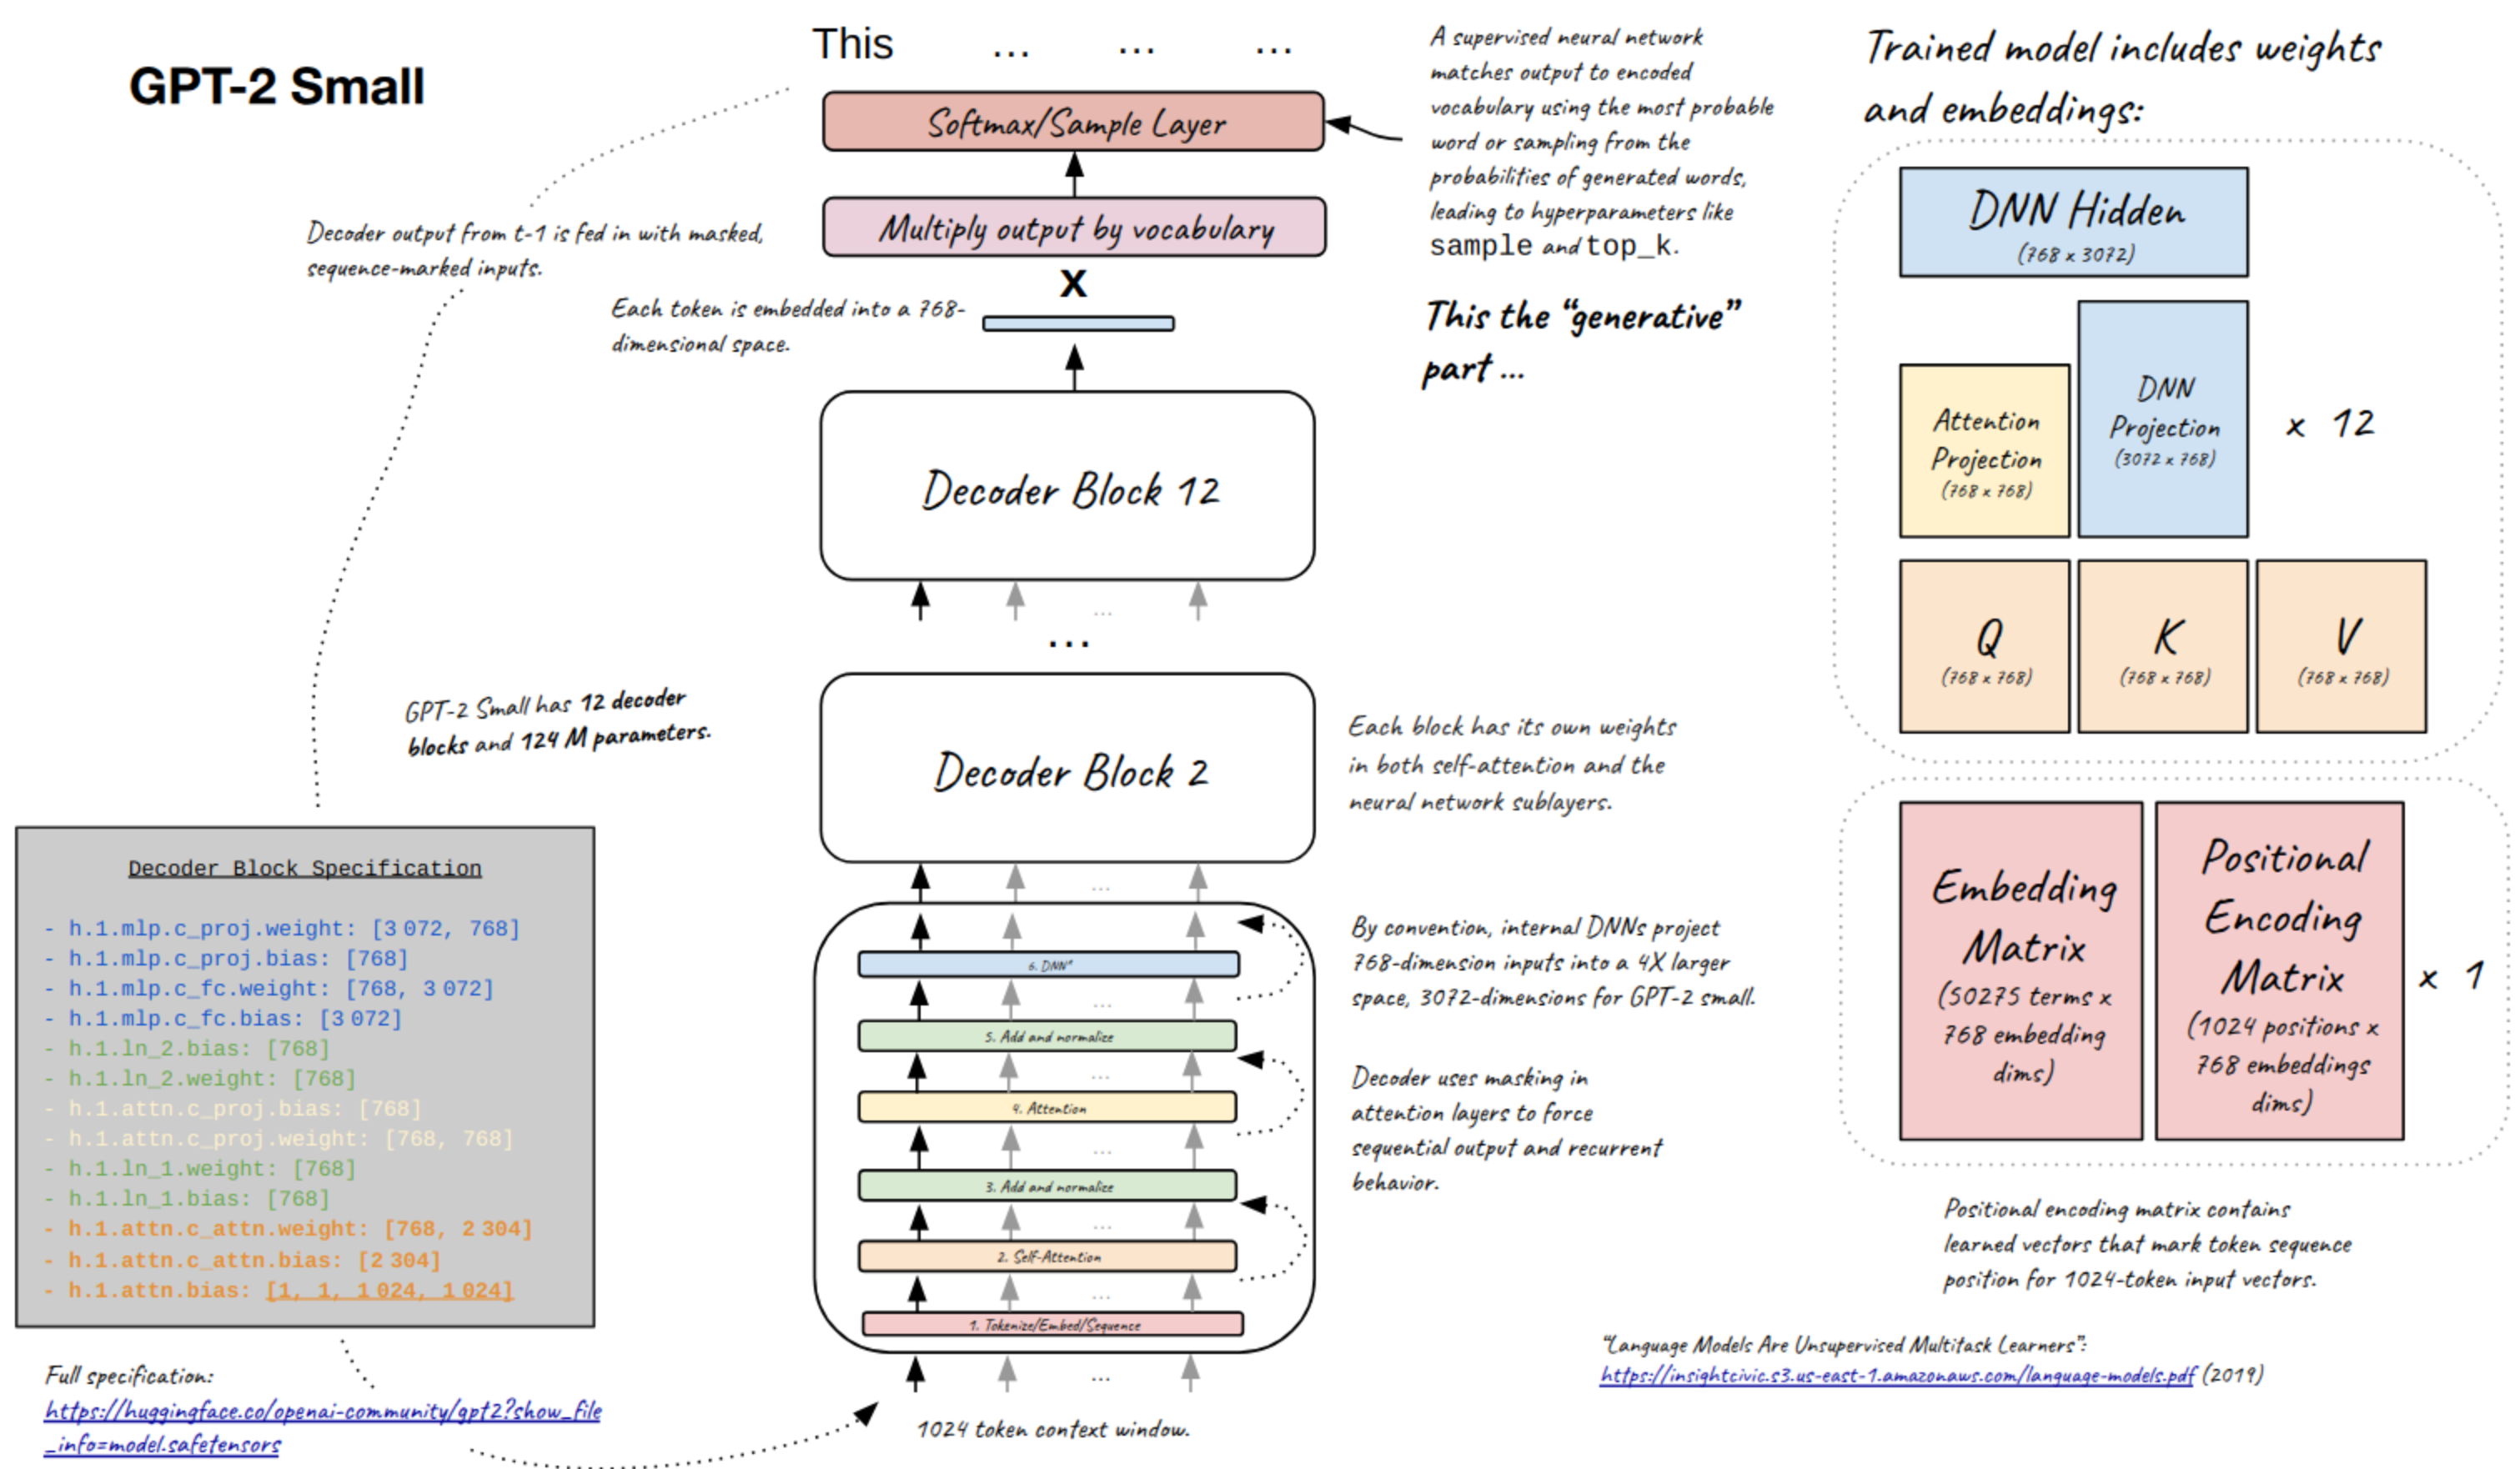 GPT-2 Small
This ... ... ...
Softmax/Sample Layer
Multiply output by vocabulary
X
Decoder output from t-1 is fed in with masked,
sequence-marked inputs.
Each token is embedded into a 768-
dimensional space.
A supervised neural network
matches output to encoded
vocabulary using the most probable
word or sampling from the
probabilities of generated words,
leading to hyperparameters like
sample and top_k.
This the “generative”
part ...
Decoder Block 12
...
...
GPT-2 Small has 12 decoder
blocks and 124 M parameters.
Decoder Block 2
Each block has its own weights
in both self-attention and the
neural network sublayers.
...
6. DNN*
...
5. Add and normalize
...
4. Attention
...
3. Add and normalize
...
2. Self-Attention
...
1. Tokenize/Embed/Sequence
...
1024 token context window.
By convention, internal DNNs project
768-dimension inputs into a 4X larger
space, 3072-dimensions for GPT-2 small.
Decoder uses masking in
attention layers to force
sequential output and recurrent
behavior.
Decoder Block Specification
- h.1.mlp.c_proj.weight: [3 072, 768]
- h.1.mlp.c_proj.bias: [768]
- h.1.mlp.c_fc.weight: [768, 3 072]
- h.1.mlp.c_fc.bias: [3 072]
- h.1.ln_2.bias: [768]
- h.1.ln_2.weight: [768]
- h.1.attn.c_proj.bias: [768]
- h.1.attn.c_proj.weight: [768, 768]
- h.1.ln_1.weight: [768]
- h.1.ln_1.bias: [768]
- h.1.attn.c_attn.weight: [768, 2 304]
- h.1.attn.c_attn.bias: [2 304]
- h.1.attn.bias: [1, 1, 1 024, 1 024]
Full specification:
https://huggingface.co/openai-community/gpt2?show_file
_info=model.safetensors
Trained model includes weights
and embeddings:
DNN Hidden
(768 x 3072)
Attention
Projection
(768 x 768)
DNN
Projection
(3072 x 768)
x 12
Q
(768 x 768)
K
(768 x 768)
V
(768 x 768)
Embedding
Matrix
(50275 terms x
768 embedding
dims)
Positional
Encoding
Matrix
(1024 positions x
768 embeddings
dims)
x 1
Positional encoding matrix contains
learned vectors that mark token sequence
position for 1024-token input vectors.
“Language Models Are Unsupervised Multitask Learners”:
https://insightcivic.s3.us-east-1.amazonaws.com/language-models.pdf (2019)